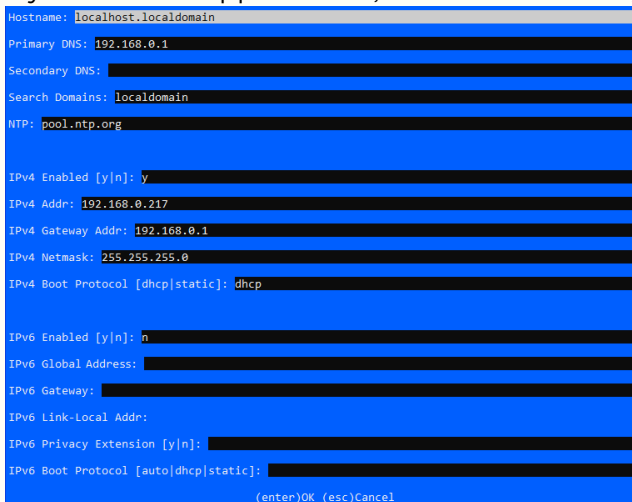 Hostname: localhost.localdomain
Primary DNS: 192.168.0.1
Secondary DNS:
Search Domains: localdomain
NTP: pool.ntp.org
IPv4 Enabled [y|n]: y
IPv4 Addr: 192.168.0.217
IPv4 Gateway Addr: 192.168.0.1
IPv4 Netmask: 255.255.255.0
IPv4 Boot Protocol [dhcp|static]: dhcp
IPv6 Enabled [y|n]: n
IPv6 Global Address:
IPv6 Gateway:
IPv6 Link-Local Addr:
IPv6 Privacy Extension [y|n]:
IPv6 Boot Protocol [auto|dhcp|static]:
(enter)OK (esc)Cancel